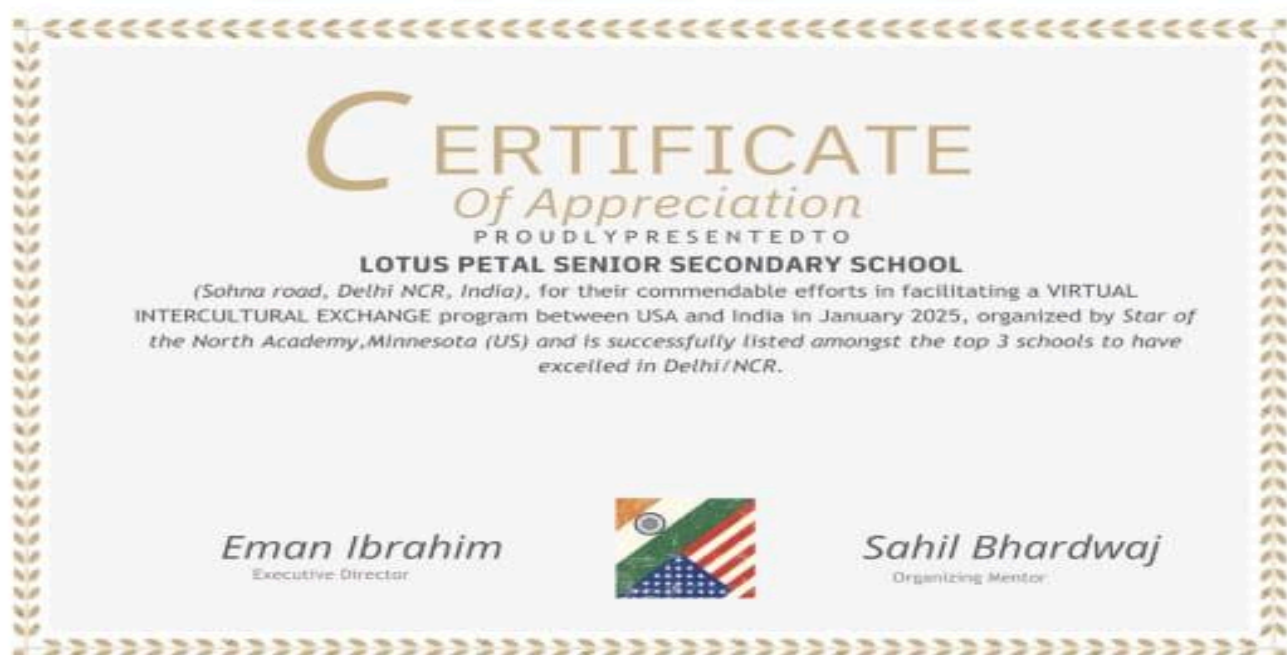 CERTIFICATE
Of Appreciation
PROUDLYPRESENTEDTO
LOTUS PETAL SENIOR SECONDARY SCHOOL
(Sohna road, Delhi NCR, India), for their commendable efforts in facilitating a VIRTUAL
INTERCULTURAL EXCHANGE program between USA and India in January 2025, organized by Star of
the North Academy,Minnesota (US) and is successfully listed amongst the top 3 schools to have
excelled in Delhi/NCR.
Eman Ibrahim
Executive Director
Sahil Bhardwaj
Organizing Mentor